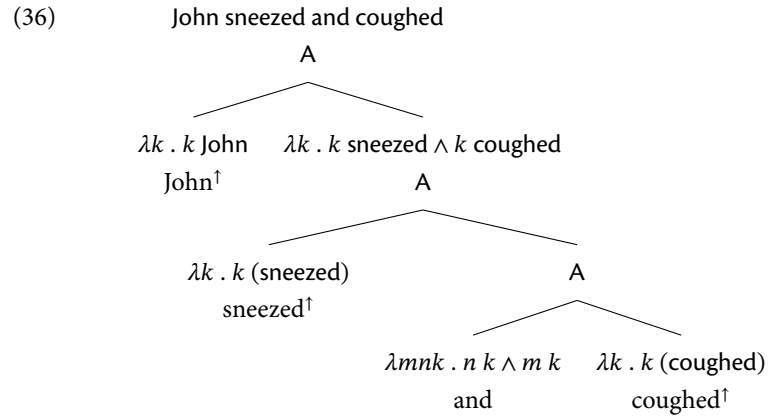 (36) John sneezed and coughed
A
λk . k John λk . k sneezed ∧ k coughed
John↑ A
λk . k (sneezed) A
sneezed↑
λmnk . n k ∧ m k λk . k (coughed)
and coughed↑